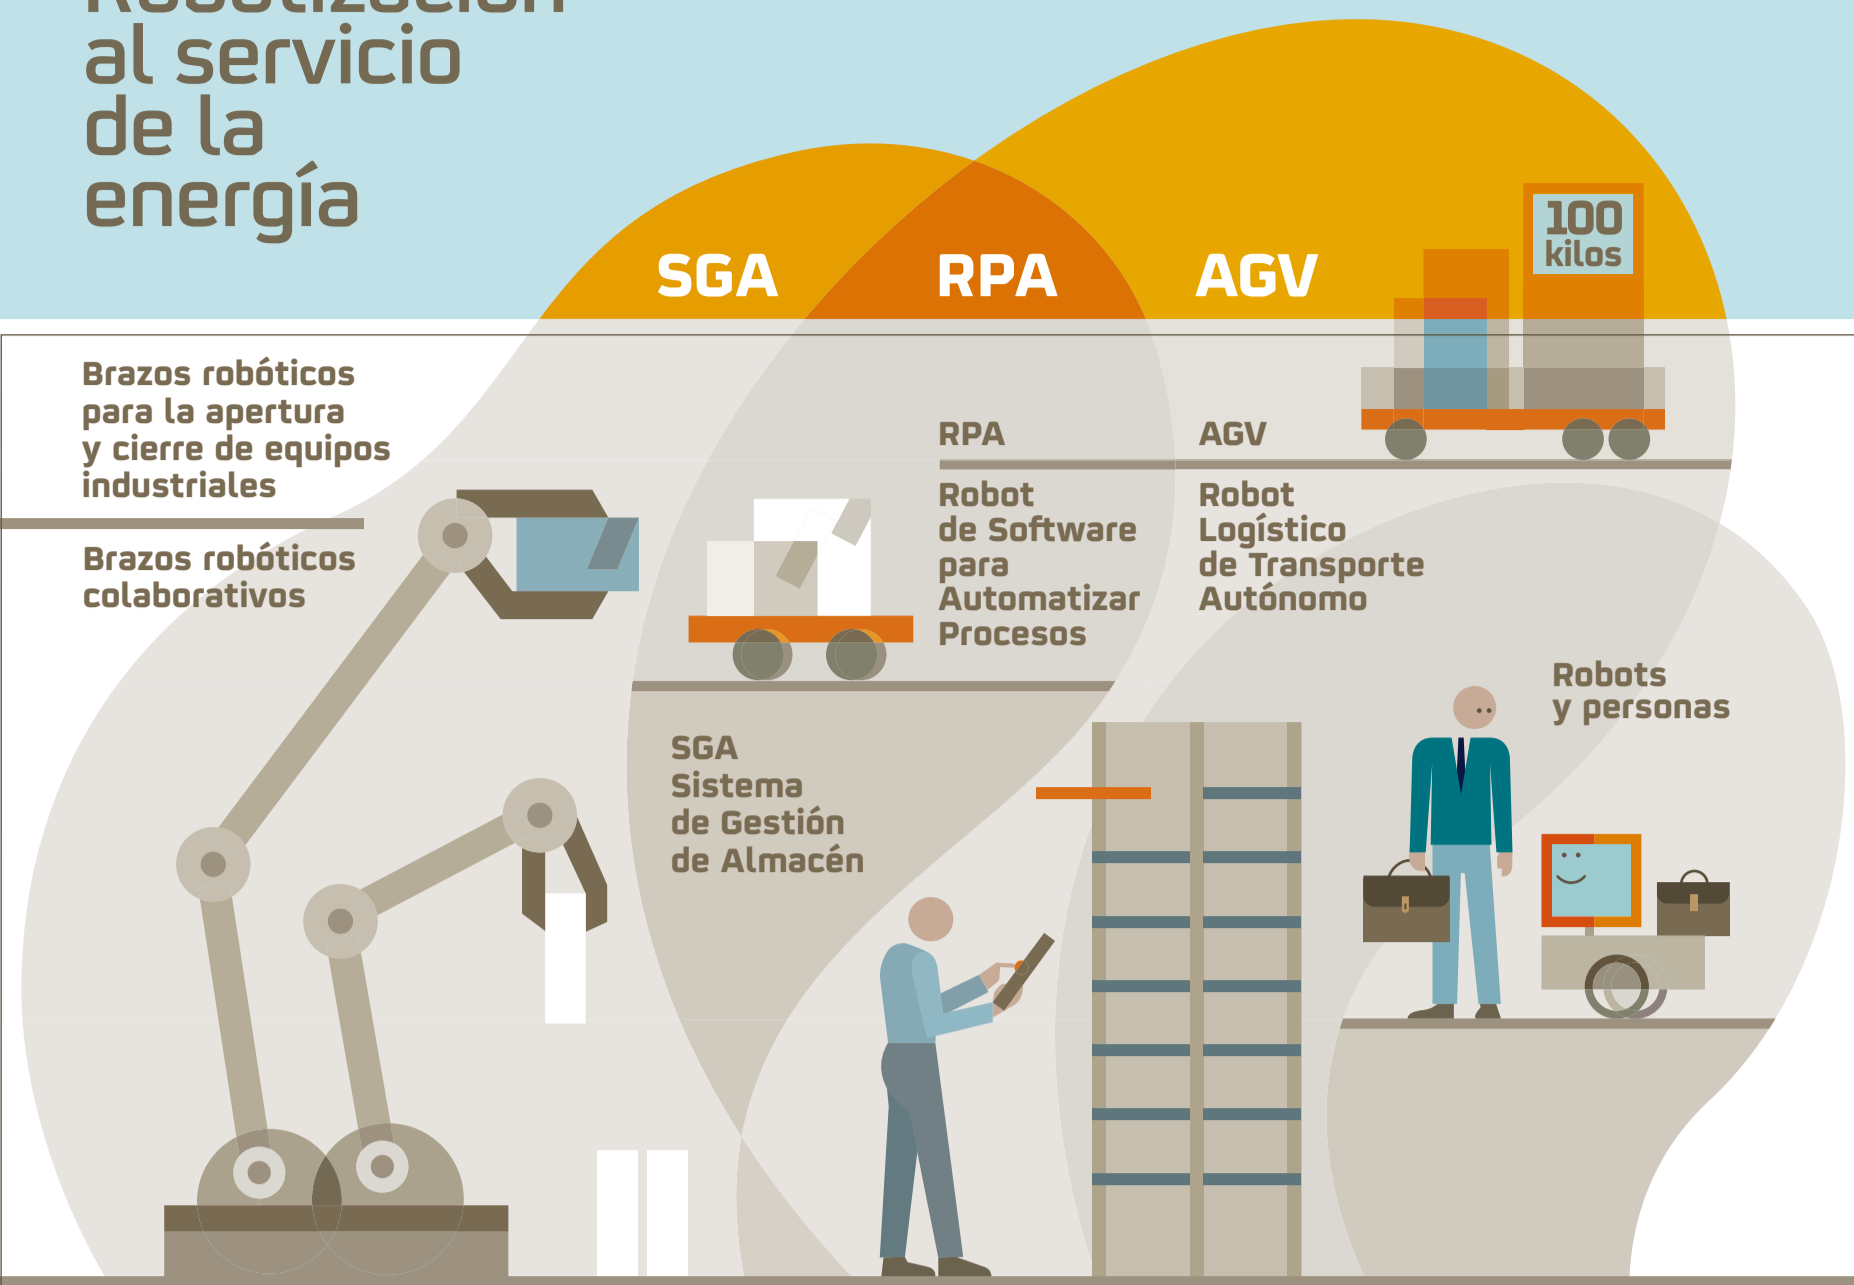 Robotización
al servicio
de la
energía
SGA
RPA
AGV
100
kilos
Brazos robóticos
para la apertura
y cierre de equipos
industriales
Brazos robóticos
colaborativos
RPA
Robot
de Software
para
Automatizar
Procesos
AGV
Robot
Logístico
de Transporte
Autónomo
SGA
Sistema
de Gestión
de Almacén
Robots
y personas